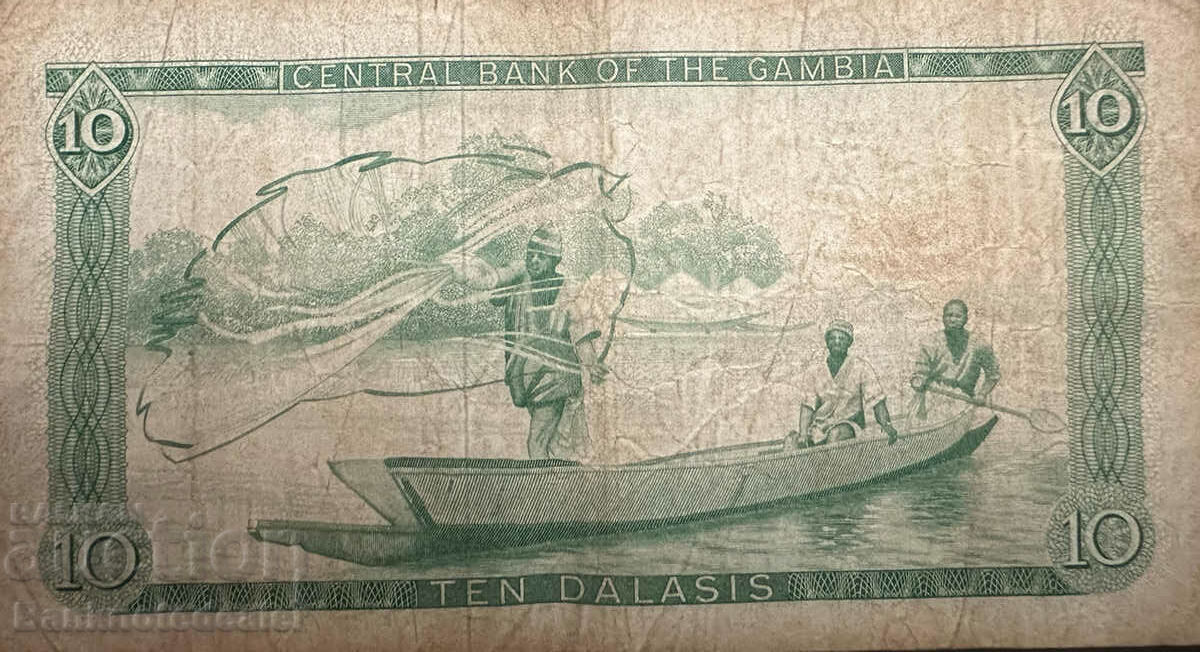 CENTRAL BANK OF THE GAMBIA
10 10
10 10
TEN DALASIS